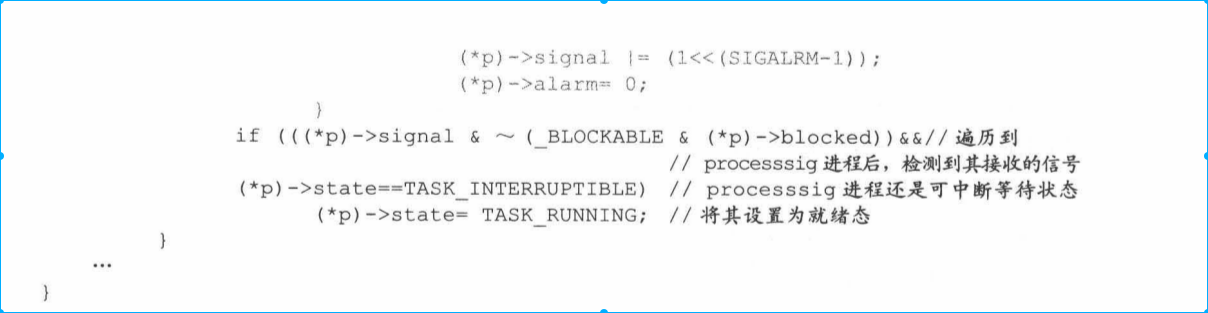 (*p)->signal |= (1<<(SIGALRM-1));
(*p)->alarm= 0;
}
if (((*p)->signal & ～(_BLOCKABLE & (*p)->blocked))&&// 遍历到
// processsig 进程后，检测到其接收的信号
(*p)->state==TASK_INTERRUPTIBLE) // processsig 进程还是可中断等待状态
(*p)->state= TASK_RUNNING; // 将其设置为就绪态
}
…
}